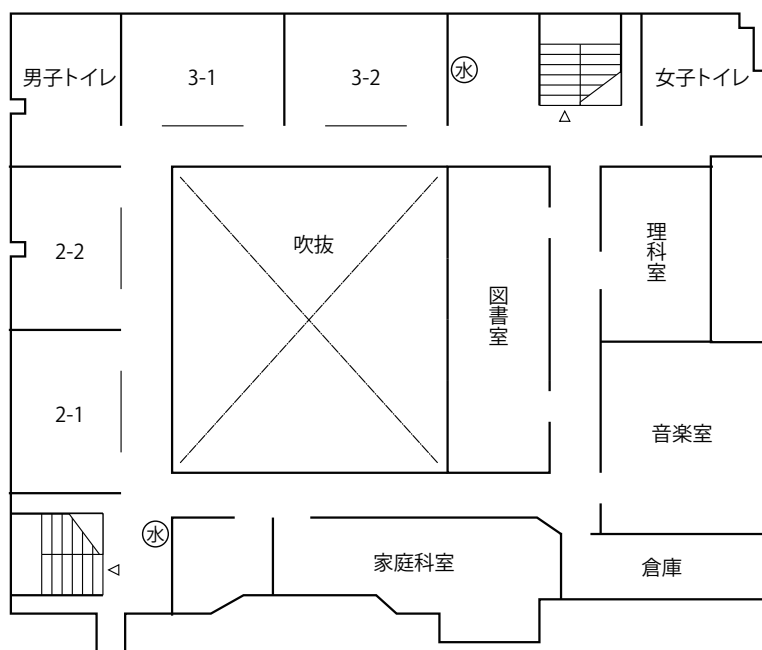 男子トイレ
3-1
3-2
水
女子トイレ
2-2
吹抜
図書室
理科室
2-1
音楽室
水
家庭科室
倉庫